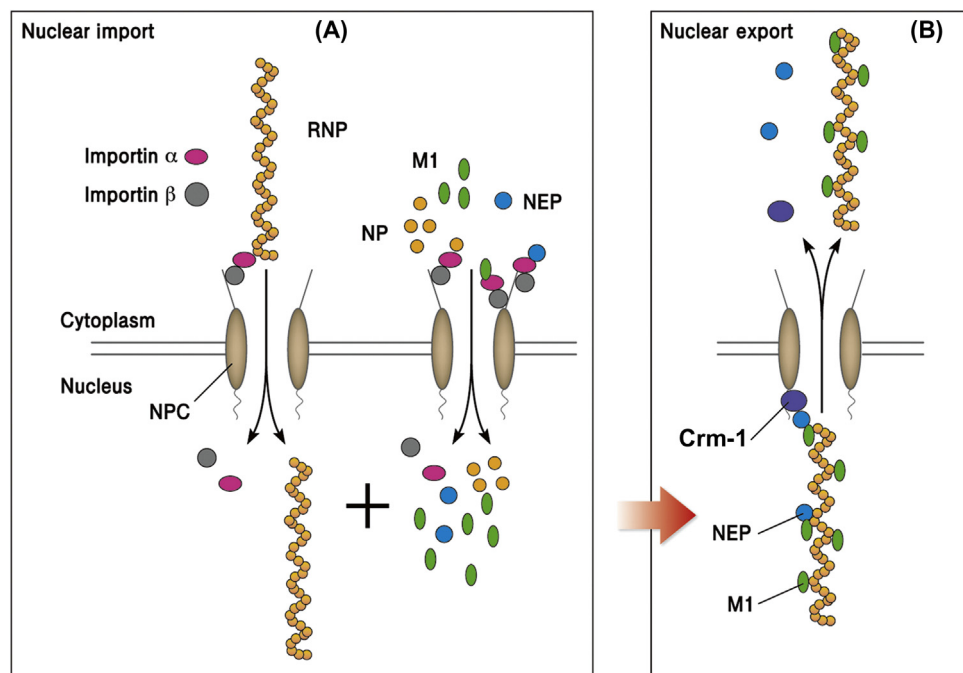 Nuclear import
(A)
RNP
Importin α
Importin β
M1
NEP
NP
Cytoplasm
Nucleus
NPC
Nuclear export
(B)
Crm-1
NEP
M1